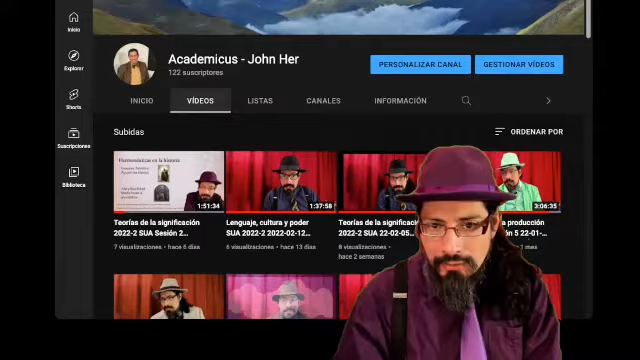 Inicio
Explorar
Shorts
Suscripciones
Biblioteca
Academicus - John Her
122 suscriptores
PERSONALIZAR CANAL
GESTIONAR VÍDEOS
INICIO
VÍDEOS
LISTAS
CANALES
INFORMACIÓN
Subidas
ORDENAR POR
Hermenéuticas en la historia
1:51:34
1:37:58
3:06:35
Teorías de la significación
2022-2 SUA Sesión 2...
7 visualizaciones • hace 6 días
Lenguaje, cultura y poder
SUA 2022-2 2022-02-12...
6 visualizaciones • hace 13 días
Teorías de la significació
2022-2 SUA 22-02-05...
8 visualizaciones •
hace 2 semanas
a producción
5 22-01-...
1 mes